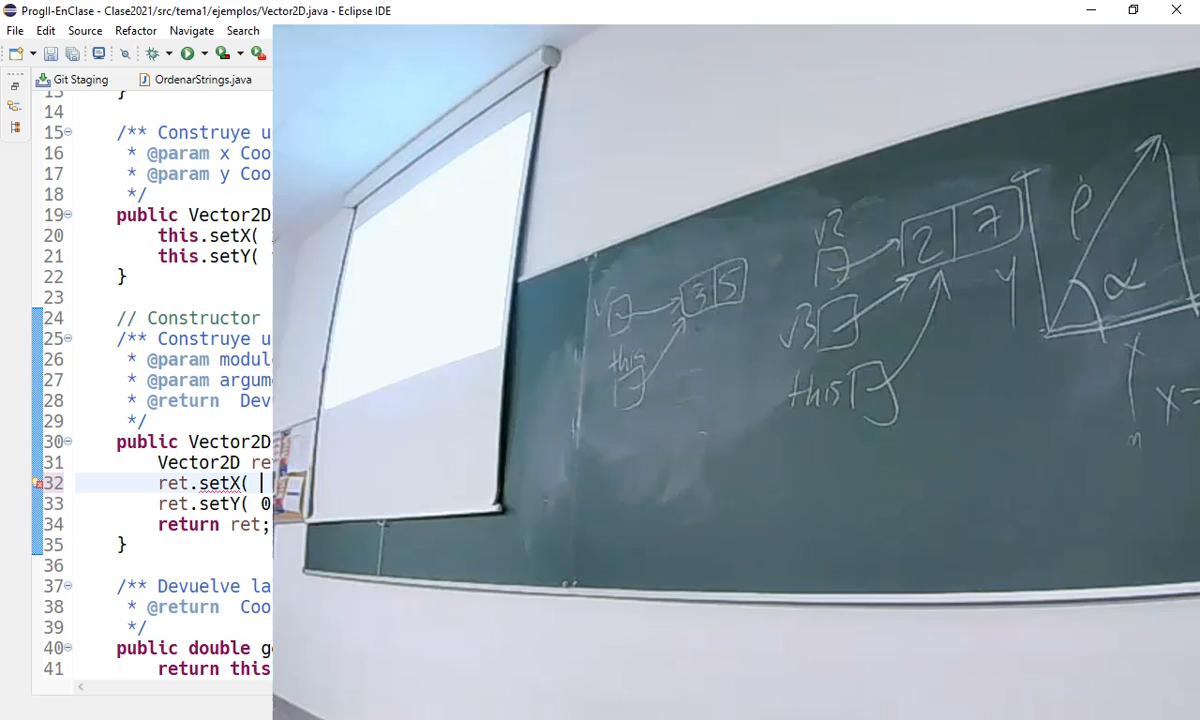 ProgII-EnClase - Clase2021/src/tema1/ejemplos/Vector2D.java - Eclipse IDE
File Edit Source Refactor Navigate Search
Git Staging OrdenarStrings.java
13 }
14
15 /** Construye u
16 * @param x Coo
17 * @param y Coo
18 */
19 public Vector2D
20 this.setX(
21 this.setY(
22 }
23
24 // Constructor
25 /** Construye u
26 * @param modul
27 * @param argum
28 * @return Dev
29 */
30 public Vector2D
31 Vector2D re
32 ret.setX(
33 ret.setY( 0
34 return ret;
35 }
36
37 /** Devuelve la
38 * @return Coo
39 */
40 public double g
41 return this
v
3 5
this
v2
2 7
v3
this
y
ρ
α
x
x=